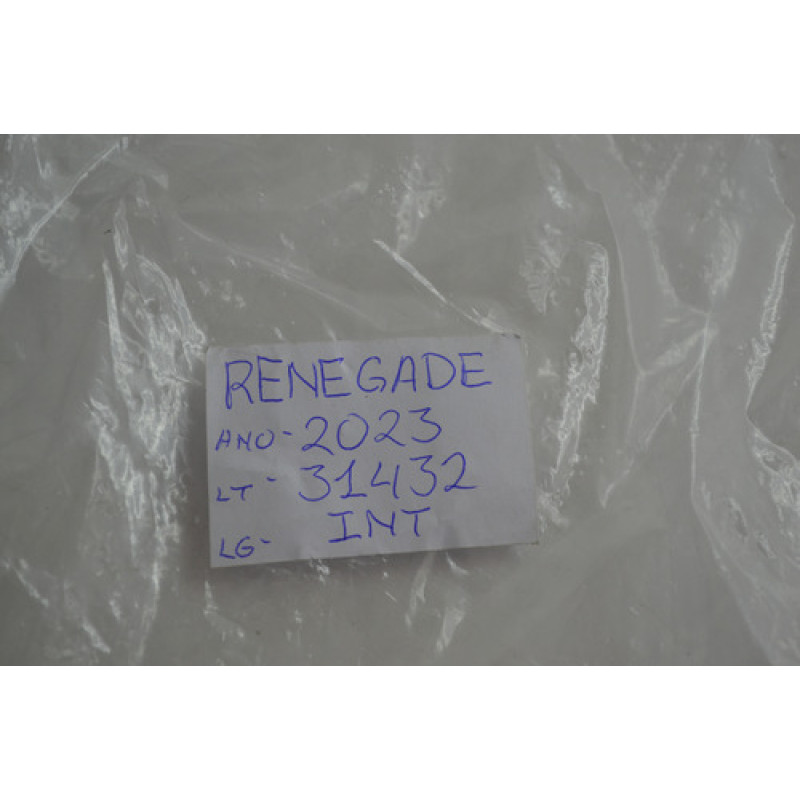 RENEGADE
ANO - 2023
LT - 31432
LG - INT